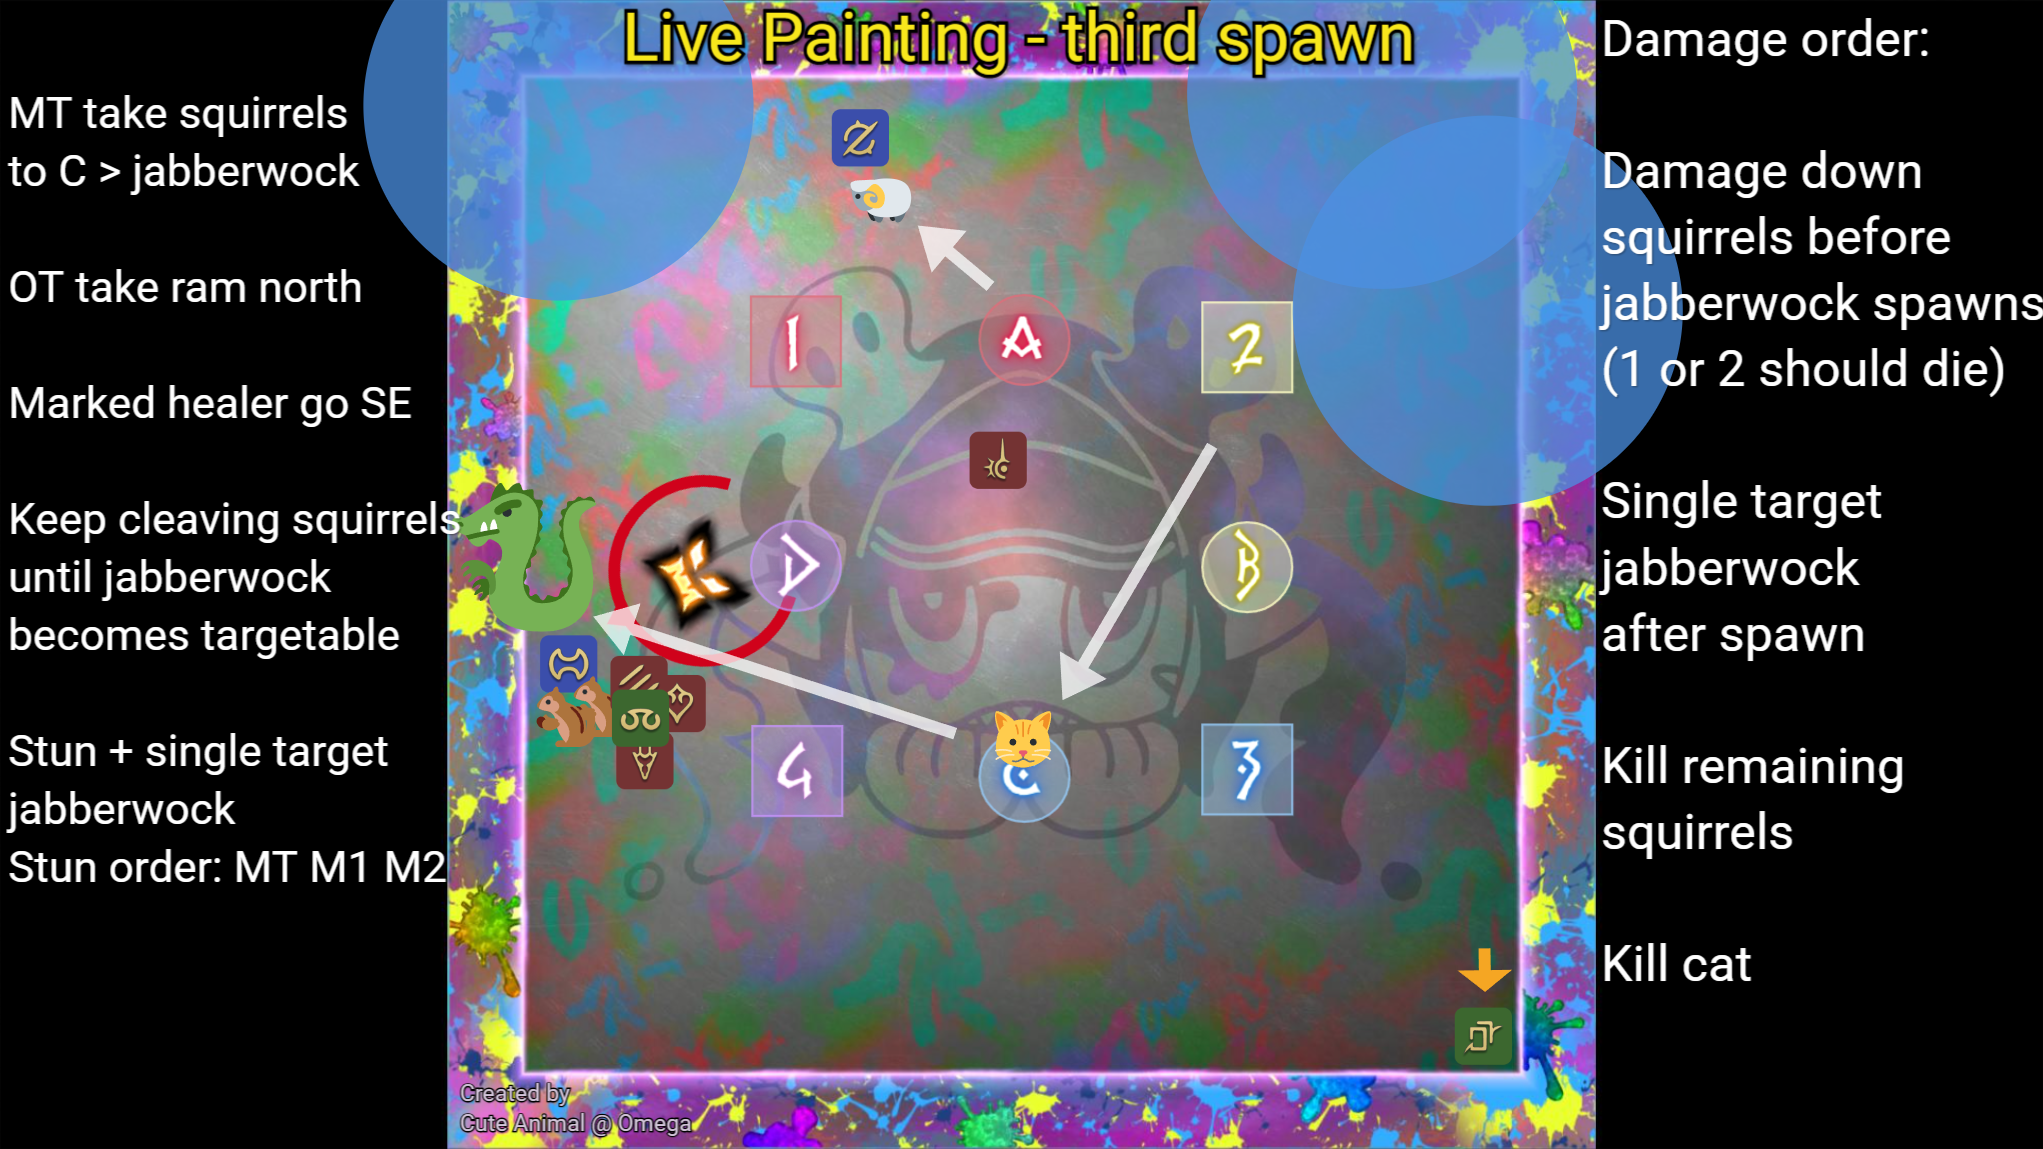 Live Painting - third spawn
MT take squirrels
to C > jabberwock
OT take ram north
Marked healer go SE
Keep cleaving squirrels
until jabberwock
becomes targetable
Stun + single target
jabberwock
Stun order: MT M1 M2
1
A
2
D
B
4
C
3
Created by
Cute Animal @ Omega
Damage order:
Damage down
squirrels before
jabberwock spawns
(1 or 2 should die)
Single target
jabberwock
after spawn
Kill remaining
squirrels
Kill cat